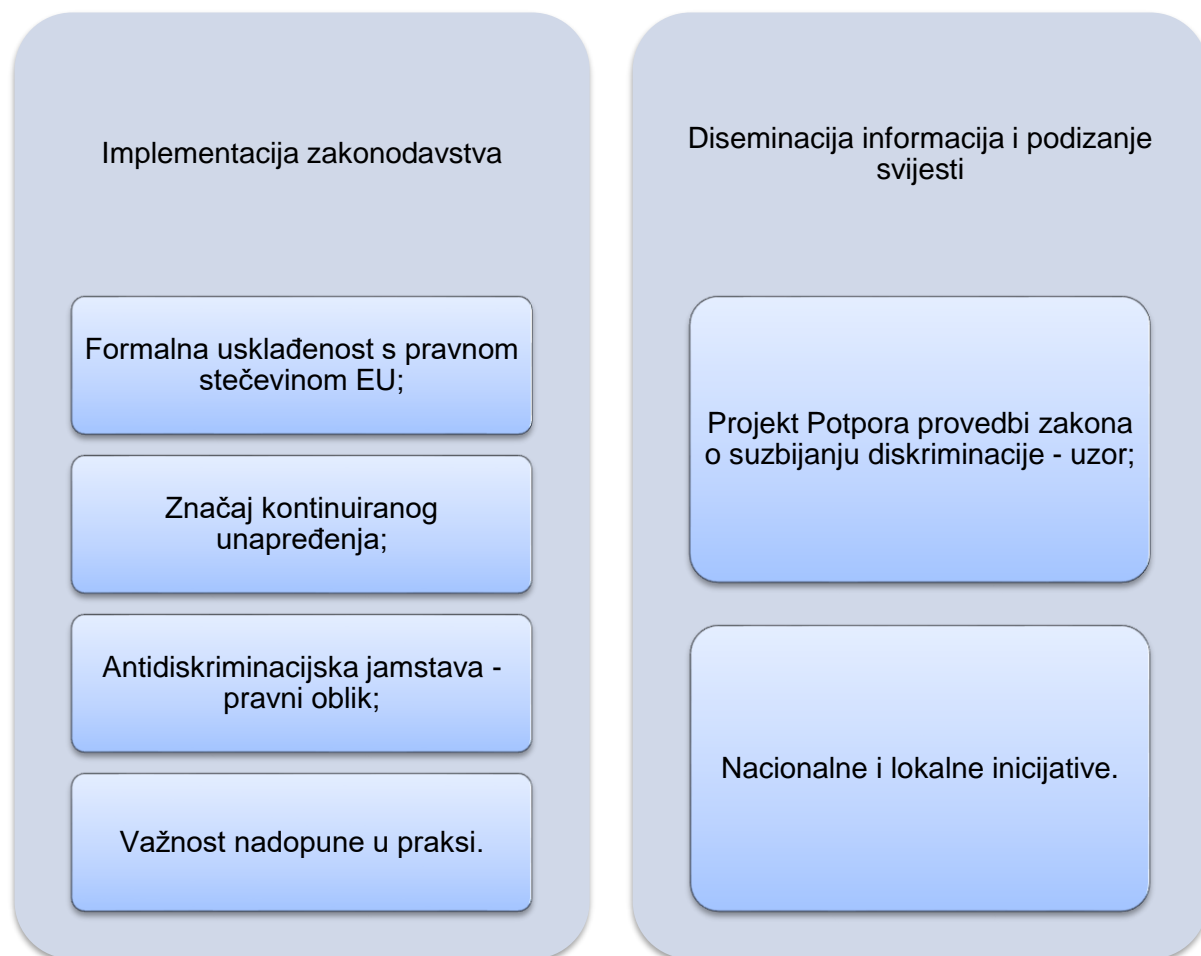 Implementacija zakonodavstva
Formalna usklađenost s pravnom
stečevinom EU;
Značaj kontinuiranog
unapređenja;
Antidiskriminacijska jamstava -
pravni oblik;
Važnost nadopune u praksi.
Diseminacija informacija i podizanje
svijesti
Projekt Potpora provedbi zakona
o suzbijanju diskriminacije - uzor;
Nacionalne i lokalne inicijative.